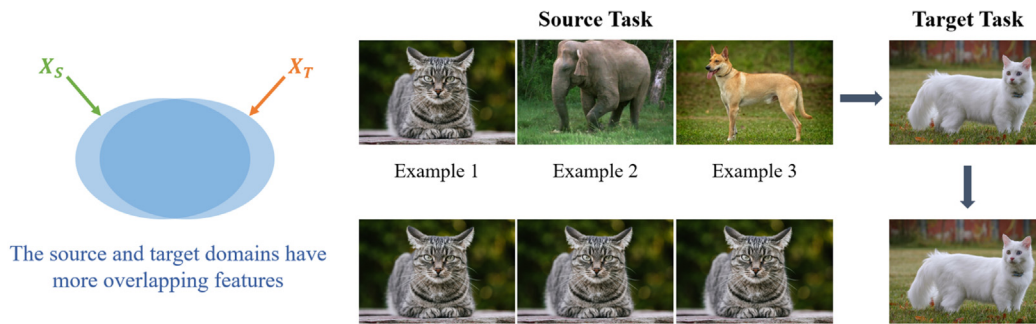 Source Task
Target Task
X_S
X_T
Example 1
Example 2
Example 3
The source and target domains have
more overlapping features